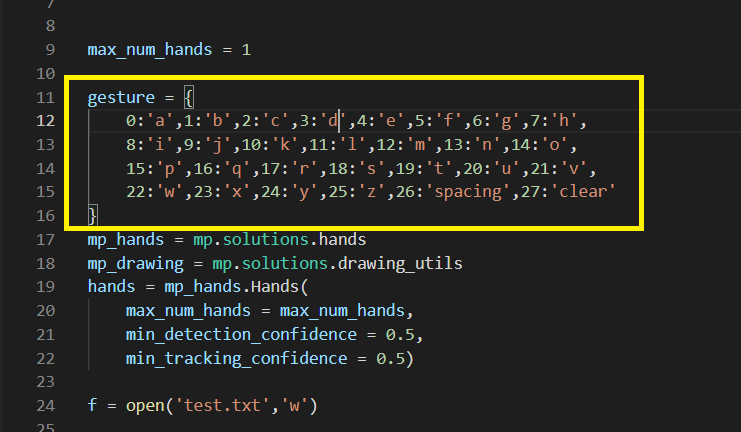 7
8
9 max_num_hands = 1
10
11 gesture = {
12 0:'a',1:'b',2:'c',3:'d',4:'e',5:'f',6:'g',7:'h',
13 8:'i',9:'j',10:'k',11:'l',12:'m',13:'n',14:'o',
14 15:'p',16:'q',17:'r',18:'s',19:'t',20:'u',21:'v',
15 22:'w',23:'x',24:'y',25:'z',26:'spacing',27:'clear'
16 }
17 mp_hands = mp.solutions.hands
18 mp_drawing = mp.solutions.drawing_utils
19 hands = mp_hands.Hands(
20 max_num_hands = max_num_hands,
21 min_detection_confidence = 0.5,
22 min_tracking_confidence = 0.5)
23
24 f = open('test.txt','w')
25